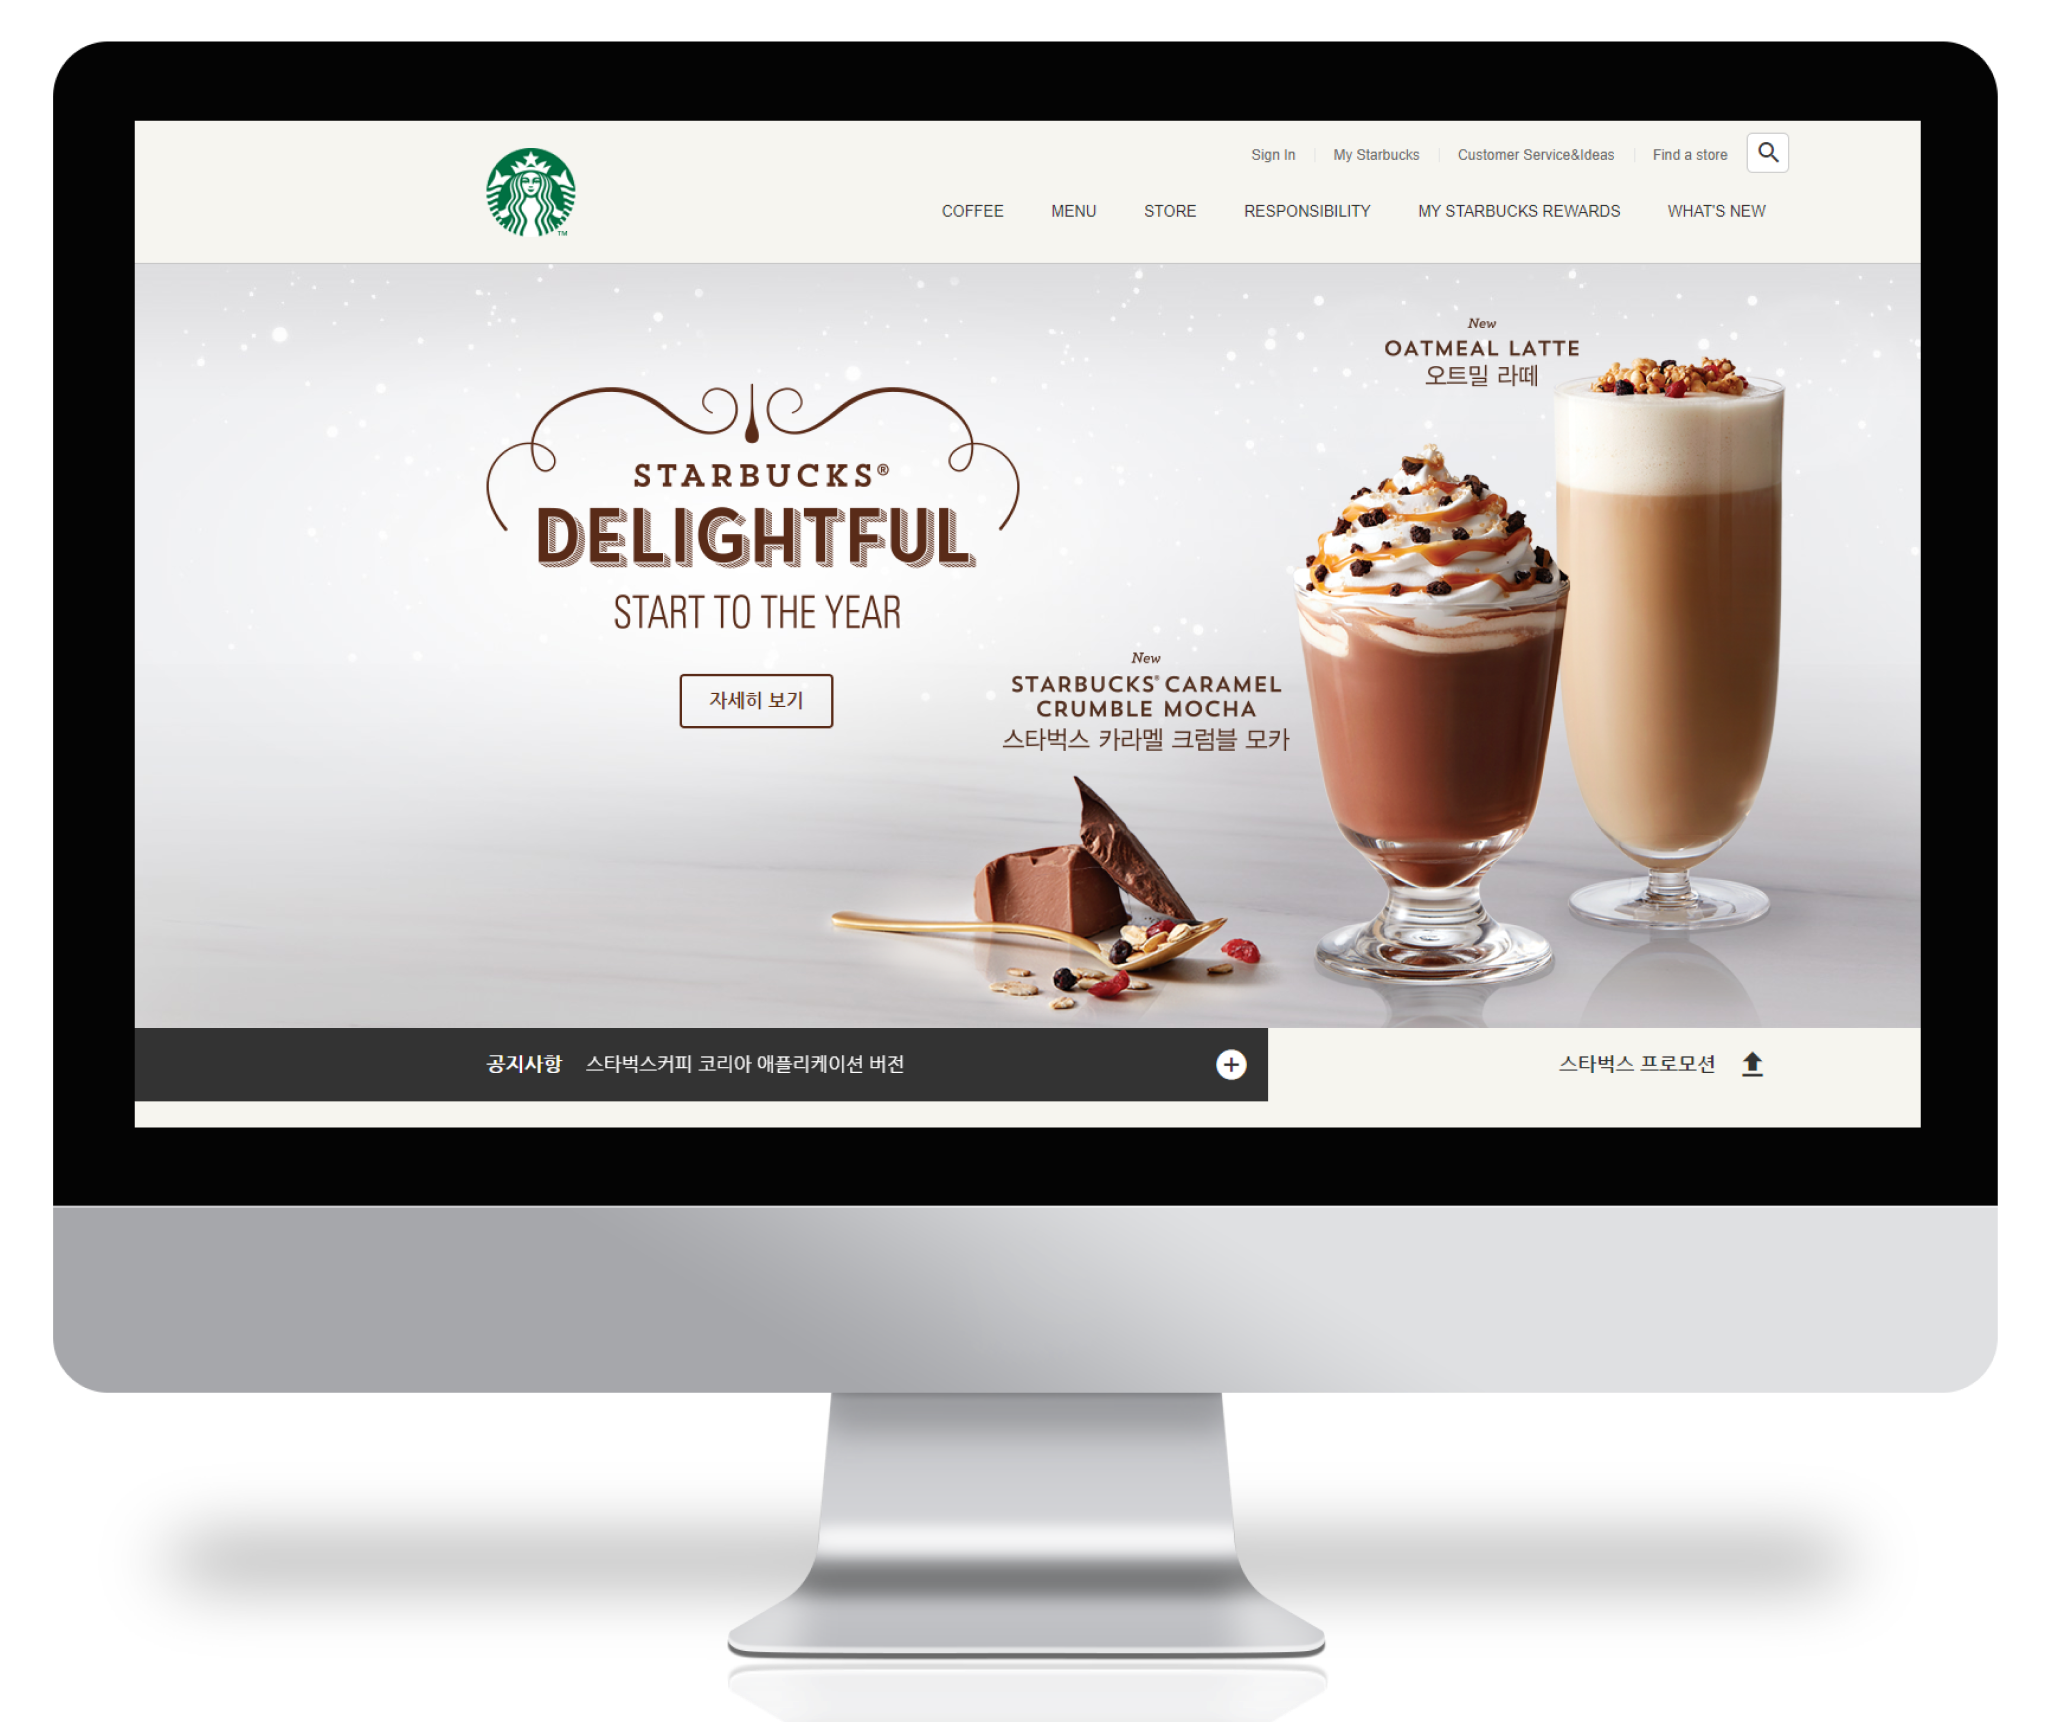 Sign In
My Starbucks
Customer Service&Ideas
Find a store
COFFEE
MENU
STORE
RESPONSIBILITY
MY STARBUCKS REWARDS
WHAT'S NEW
TM
STARBUCKS®
DELIGHTFUL
START TO THE YEAR
자세히 보기
New
OATMEAL LATTE
오트밀 라떼
New
STARBUCKS® CARAMEL
CRUMBLE MOCHA
스타벅스 카라멜 크럼블 모카
공지사항 스타벅스커피 코리아 애플리케이션 버전
스타벅스 프로모션